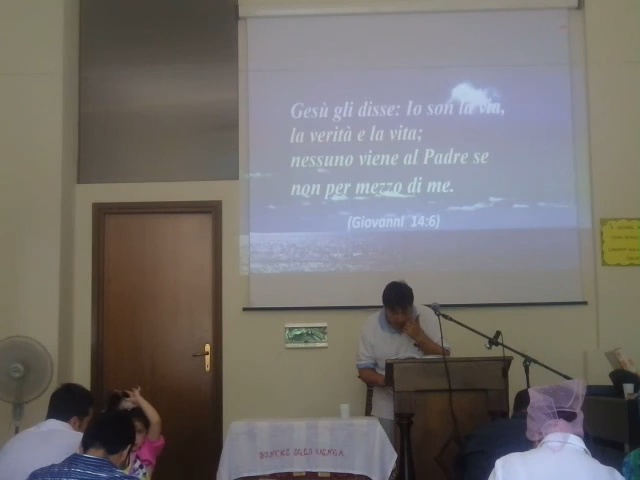 Gesù gli disse: Io son la via,
la verità e la vita;
nessuno viene al Padre se
non per mezzo di me.
(Giovanni 14:6)